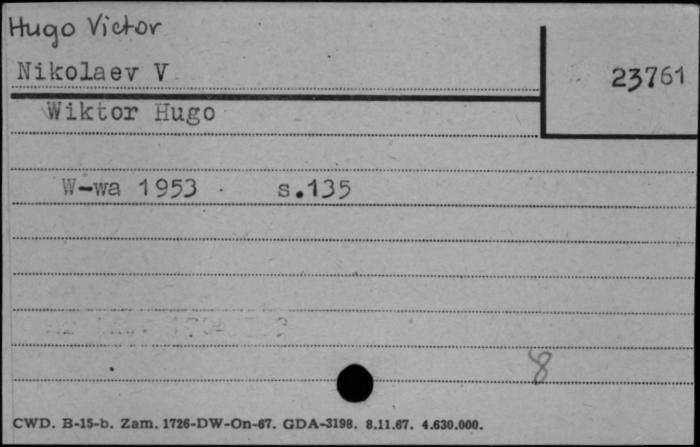 Hugo Victor
Nikolaev V
23761
Wiktor Hugo
W-wa 1953 s.135
8
CWD. B-15-b. Zam. 1726-DW-On-67. GDA-3198. 8.11.67. 4.630.000.